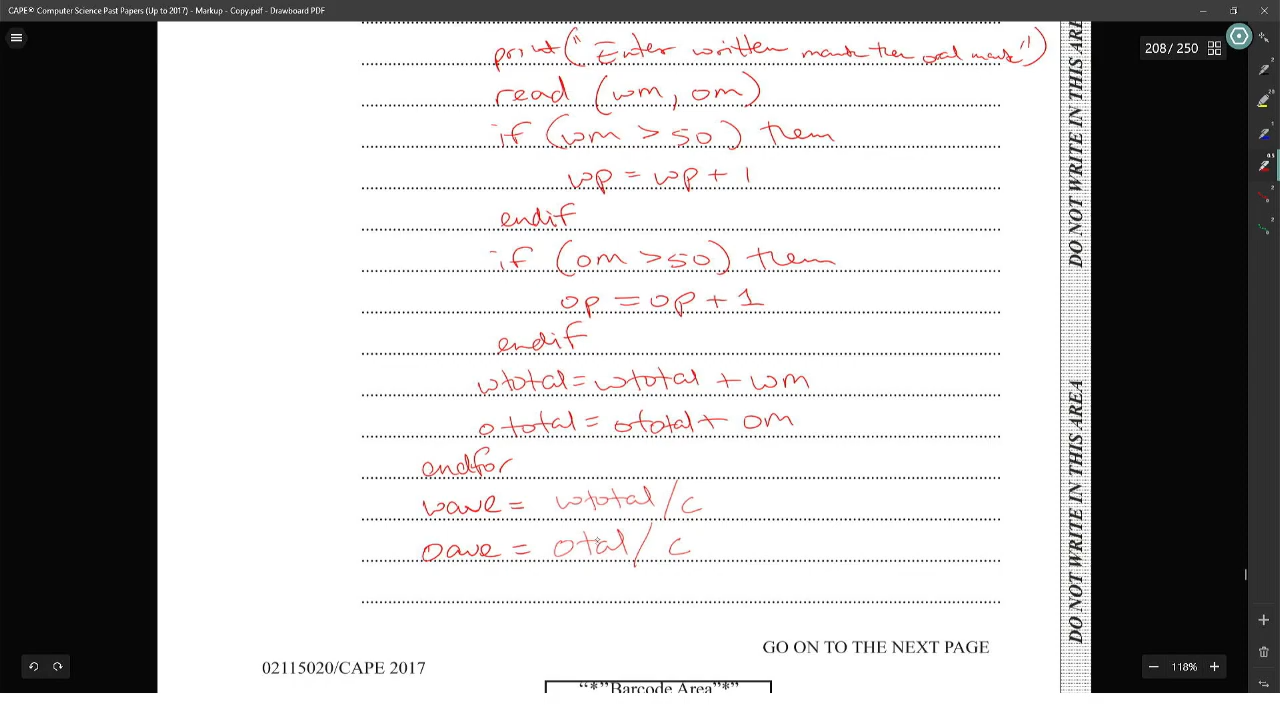 CAPE® Computer Science Past Papers (Up to 2017) - Markup - Copy.pdf - Drawboard PDF
208 / 250
print("Enter written mark then oral mark")
read (wm, om)
if (wm > 50) then
wp = wp + 1
endif
if (om >50) then
op = op + 1
endif
wtotal = wtotal + wm
ototal = ototal + om
endfor
wave = wtotal / c
oave = otal / c
GO ON TO THE NEXT PAGE
02115020/CAPE 2017
"*"Barcode Area"*"
118%
DO NOT WRITE IN THIS ARE
DO NOT WRITE IN THIS AREA